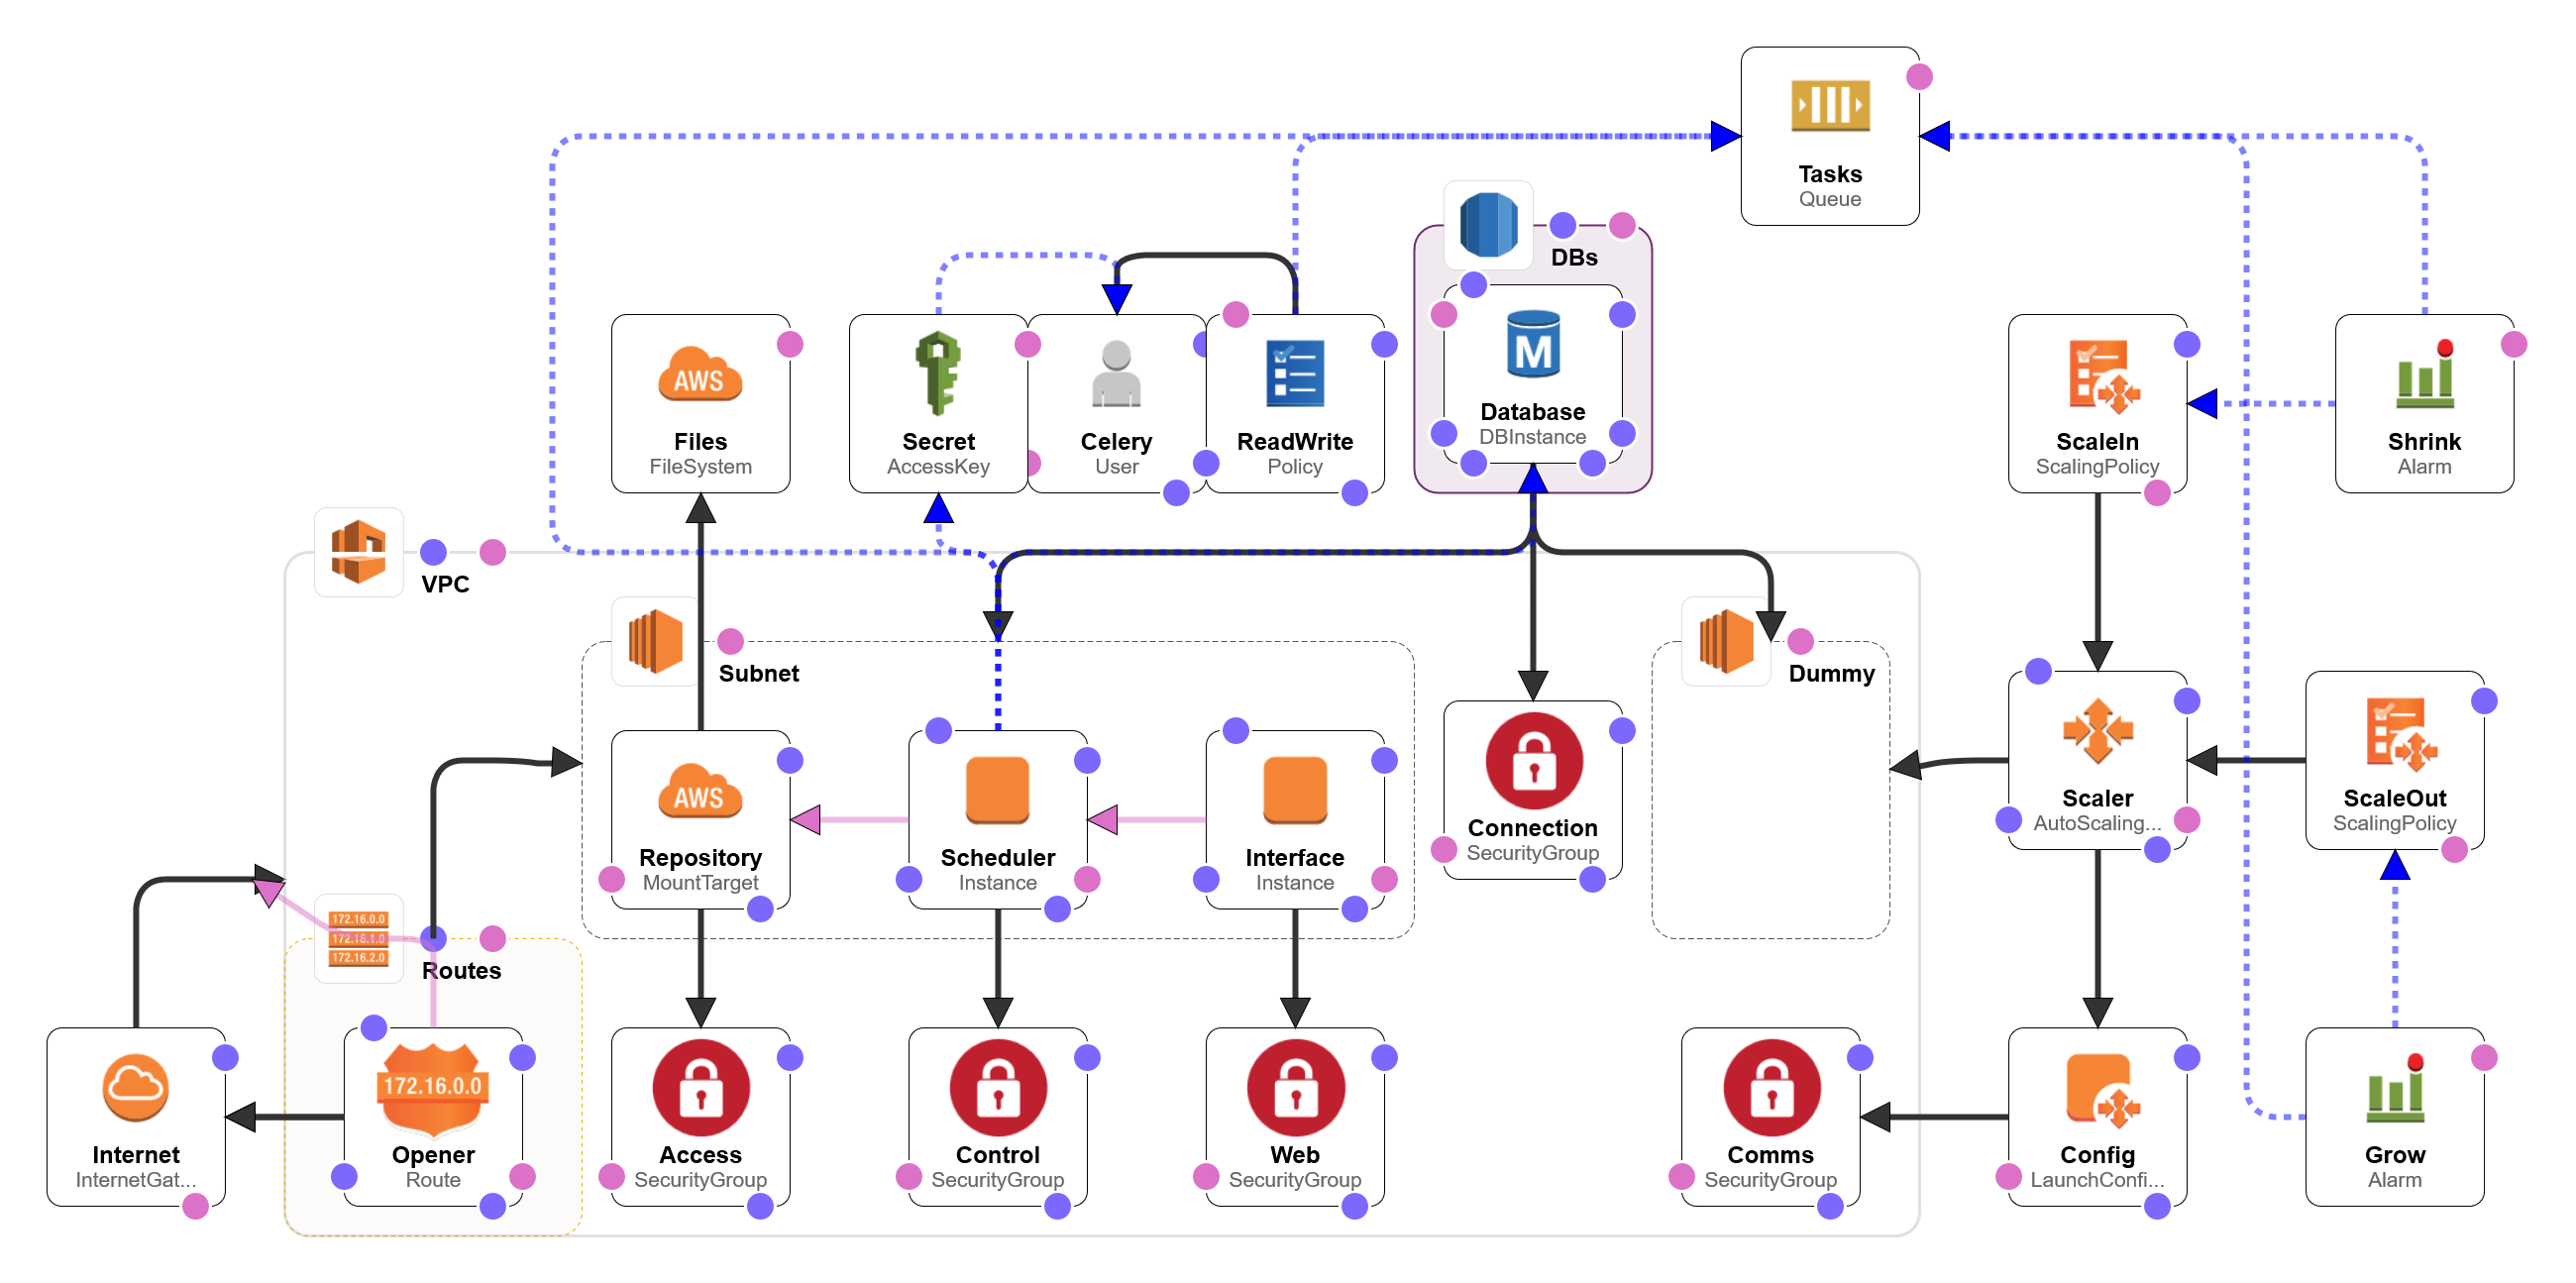 Tasks
Queue
DBs
Database
DBInstance
AWS
Files
FileSystem
Secret
AccessKey
Celery
User
ReadWrite
Policy
M
ScaleIn
ScalingPolicy
Shrink
Alarm
VPC
Subnet
Dummy
AWS
Repository
MountTarget
Scheduler
Instance
Interface
Instance
Connection
SecurityGroup
Scaler
AutoScaling...
ScaleOut
ScalingPolicy
172.16.0.0
172.16.1.0
172.16.2.0
Routes
Internet
InternetGat...
172.16.0.0
Opener
Route
Access
SecurityGroup
Control
SecurityGroup
Web
SecurityGroup
Comms
SecurityGroup
Config
LaunchConfi...
Grow
Alarm